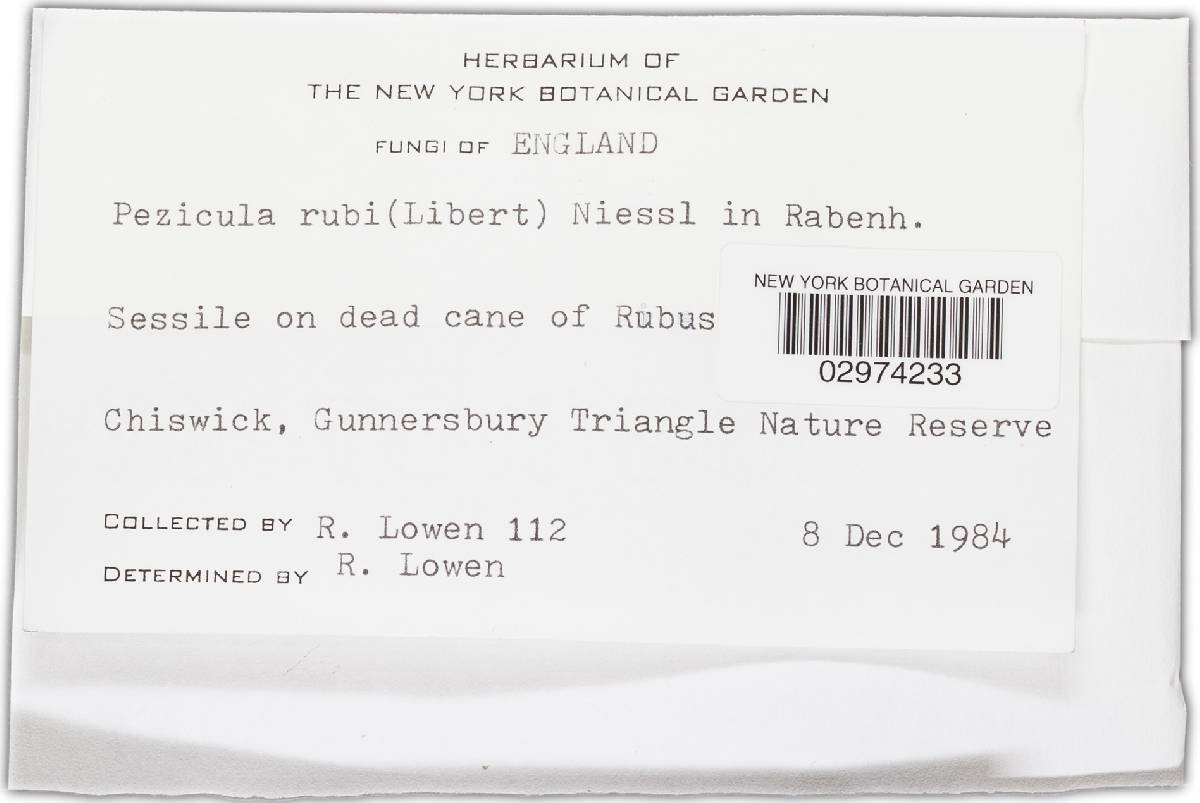 HERBARIUM OF
THE NEW YORK BOTANICAL GARDEN
FUNGI OF ENGLAND
Pezicula rubi(Libert) Niessl in Rabenh.
NEW YORK BOTANICAL GARDEN
02974233
Sessile on dead cane of Rubus
Chiswick, Gunnersbury Triangle Nature Reserve
COLLECTED BY R. Lowen 112 8 Dec 1984
DETERMINED BY R. Lowen